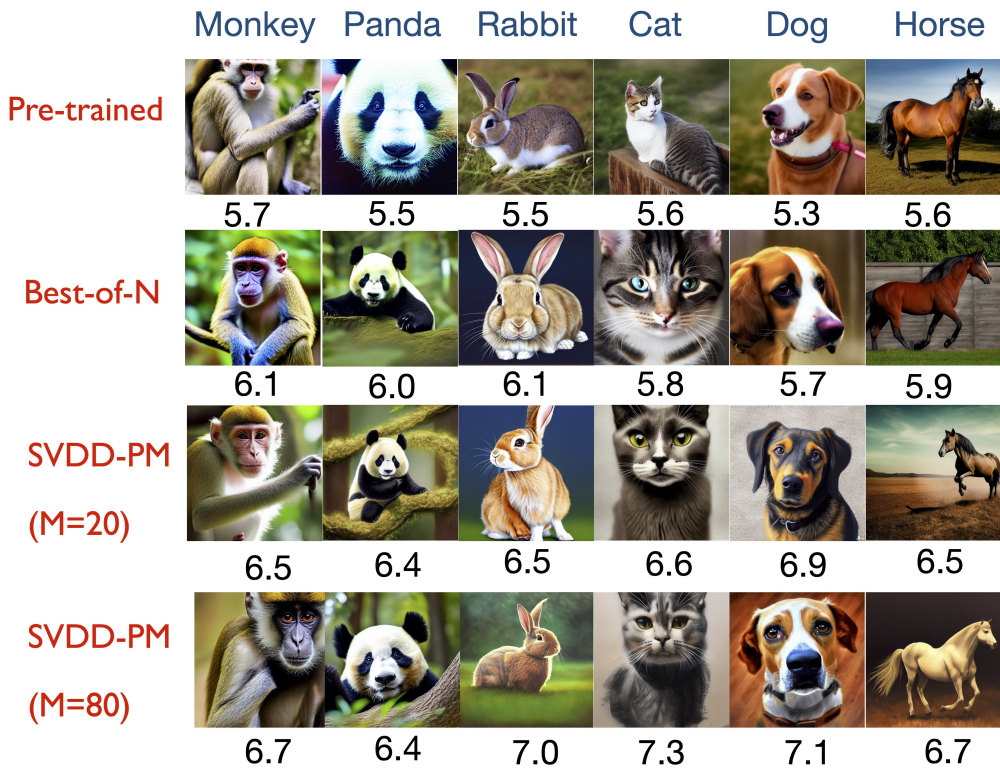 Monkey Panda Rabbit Cat Dog Horse
Pre-trained
5.7 5.5 5.5 5.6 5.3 5.6
Best-of-N
6.1 6.0 6.1 5.8 5.7 5.9
SVDD-PM
(M=20)
6.5 6.4 6.5 6.6 6.9 6.5
SVDD-PM
(M=80)
6.7 6.4 7.0 7.3 7.1 6.7